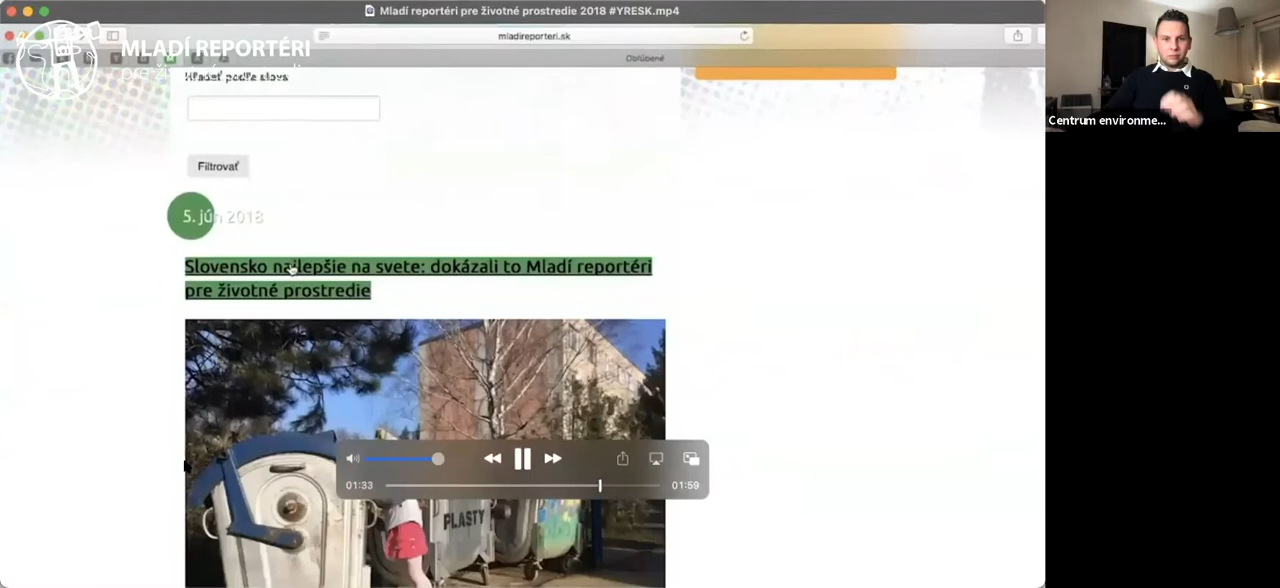 Mladí reportéri pre životné prostredie 2018 #YRESK.mp4
mladireporteri.sk
Obľúbené
MLADÍ REPORTÉRI
Hľadať podľa slova
Filtrovať
5. jún 2018
Slovensko najlepšie na svete: dokázali to Mladí reportéri
pre životné prostredie
PLASTY
01:33
01:59
Centrum environme...